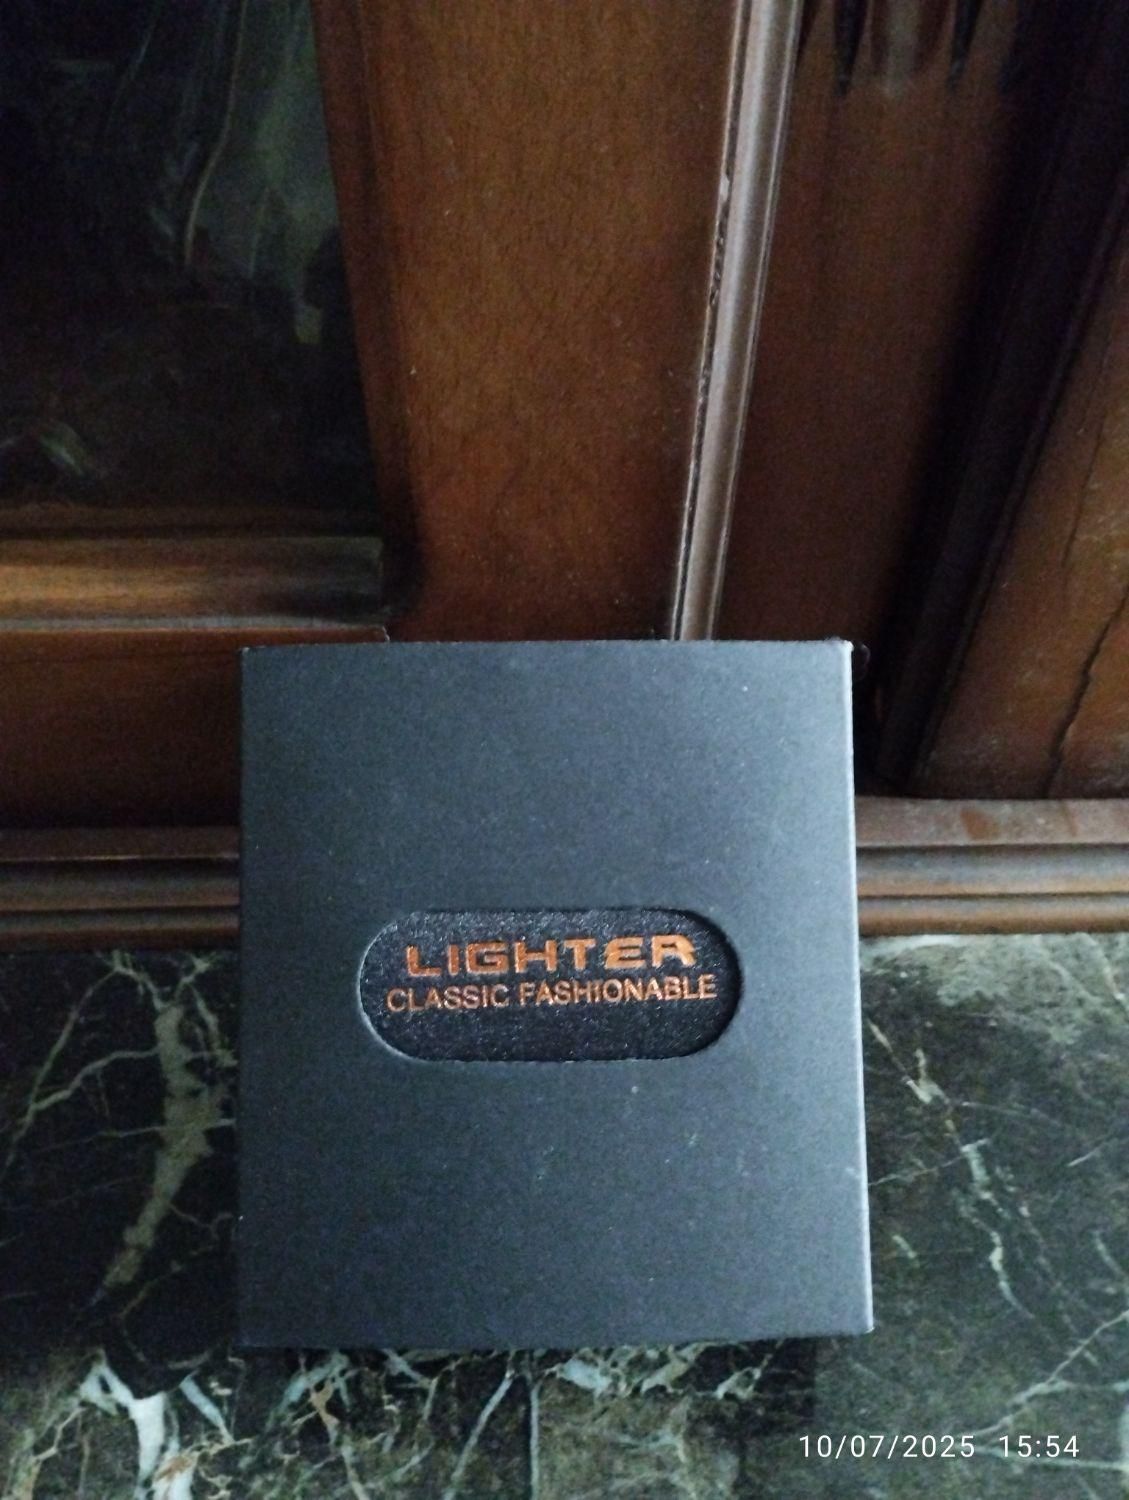 LIGHTER
CLASSIC FASHIONABLE
10/07/2025 15:54